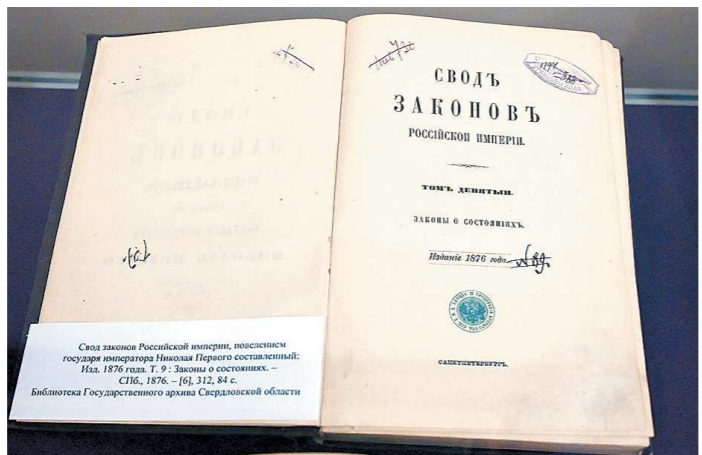 СВОДЪ
ЗАКОНОВЪ
РОССІЙСКОЙ ИМПЕРІИ.
ТОМЪ ДЕВЯТЫЙ.
ЗАКОНЫ О СОСТОЯНІЯХЪ.
Изданіе 1876 года.
САНКТПЕТЕРБУРГЪ.
Свод законов Российской империи, повелением
государя императора Николая Первого составленный:
Изд. 1876 года. Т. 9 : Законы о состояниях. –
СПб., 1876. – [6], 312, 84 с.
Библиотека Государственного архива Свердловской области